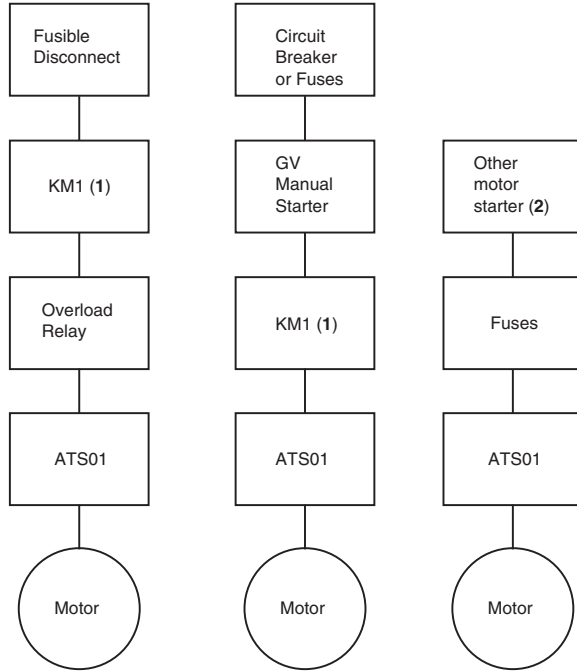 Fusible
Disconnect
KM1 (1)
Overload
Relay
ATS01
Motor
Circuit
Breaker
or Fuses
GV
Manual
Starter
KM1 (1)
ATS01
Motor
Other
motor
starter (2)
Fuses
ATS01
Motor